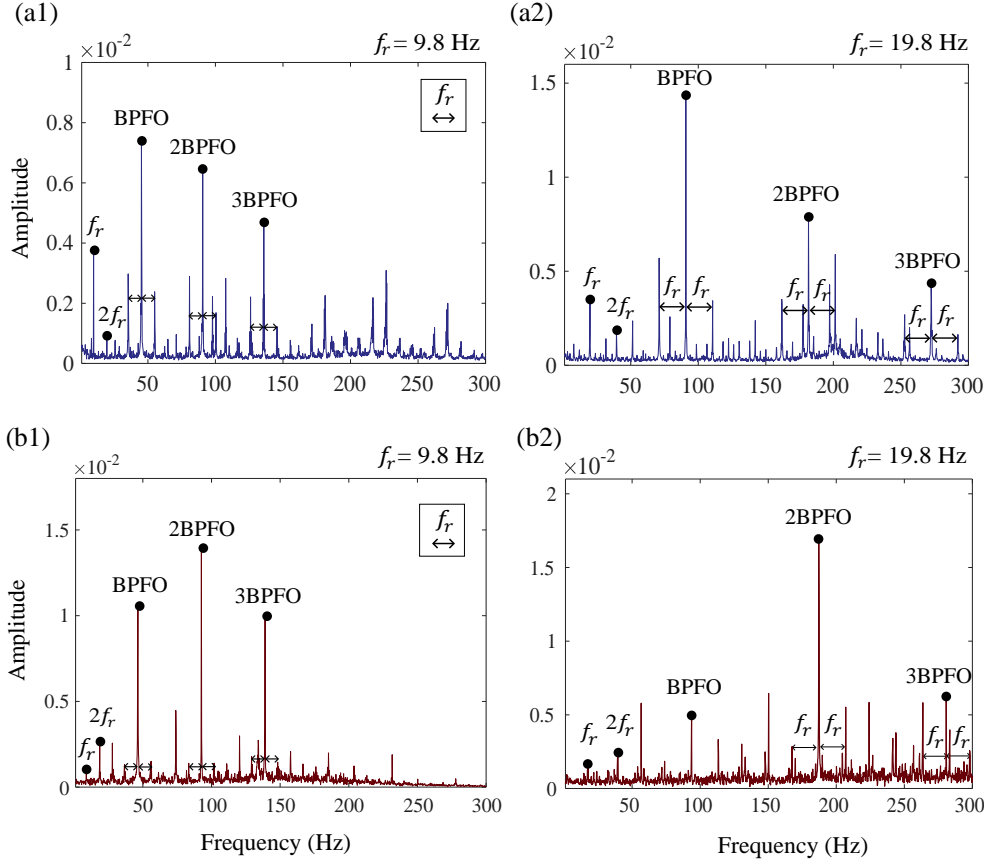 (a1)
f_r = 9.8 Hz
×10⁻²
1
0.8
0.6
0.4
0.2
0
Amplitude
f_r
2f_r
BPFO
2BPFO
3BPFO
f_r
50
100
150
200
250
300
(a2)
f_r = 19.8 Hz
×10⁻²
1.5
1
0.5
0
f_r
2f_r
BPFO
f_r
f_r
2BPFO
f_r
f_r
3BPFO
f_r
f_r
50
100
150
200
250
300
(b1)
f_r = 9.8 Hz
×10⁻²
1.5
1
0.5
0
Amplitude
f_r
2f_r
BPFO
2BPFO
3BPFO
f_r
50
100
150
200
250
300
Frequency (Hz)
(b2)
f_r = 19.8 Hz
×10⁻²
2
1.5
1
0.5
0
f_r
2f_r
BPFO
2BPFO
f_r
f_r
3BPFO
f_r
f_r
50
100
150
200
250
300
Frequency (Hz)